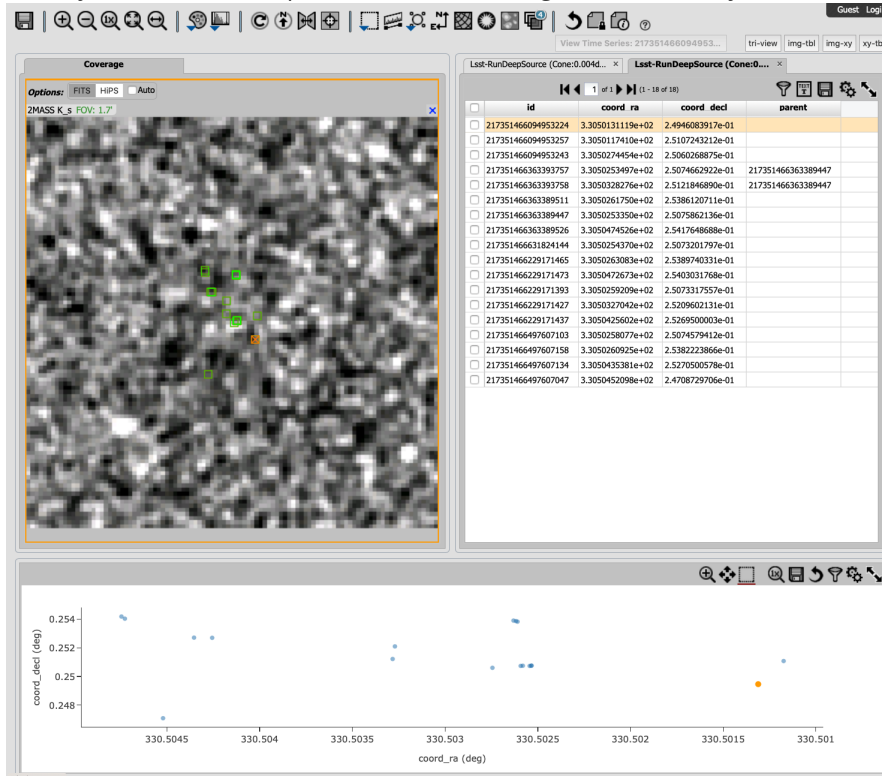 Guest Logi
View Time Series: 217351466094953...
tri-view img-tbl img-xy xy-tb
Coverage
Lsst-RunDeepSource (Cone:0.004d... × Lsst-RunDeepSource (Cone:0.... ×
Options: FITS HiPS Auto
1 of 1 (1 - 18 of 18)
2MASS K_s FOV: 1.7'
id coord_ra coord_decl parent
217351466094953224 3.3050131119e+02 2.4946083917e-01
217351466094953257 3.3050117410e+02 2.5107243212e-01
217351466094953243 3.3050274454e+02 2.5060268875e-01
217351466363393757 3.3050253497e+02 2.5074662922e-01 217351466363389447
217351466363393758 3.3050328276e+02 2.5121846890e-01 217351466363389447
217351466363389511 3.3050261750e+02 2.5386120711e-01
217351466363389447 3.3050253350e+02 2.5075862136e-01
217351466363389526 3.3050474526e+02 2.5417648688e-01
217351466631824144 3.3050254370e+02 2.5073201797e-01
217351466229171465 3.3050263083e+02 2.5389740331e-01
217351466229171473 3.3050472673e+02 2.5403031768e-01
217351466229171393 3.3050259209e+02 2.5073317557e-01
217351466229171427 3.3050327042e+02 2.5209602131e-01
217351466229171437 3.3050425602e+02 2.5269500003e-01
217351466497607103 3.3050258077e+02 2.5074579412e-01
217351466497607158 3.3050260925e+02 2.5382223866e-01
217351466497607134 3.3050435381e+02 2.5270500578e-01
217351466497607047 3.3050452098e+02 2.4708729706e-01
coord_decl (deg)
0.254
0.252
0.25
0.248
330.5045 330.504 330.5035 330.503 330.5025 330.502 330.5015 330.501
coord_ra (deg)